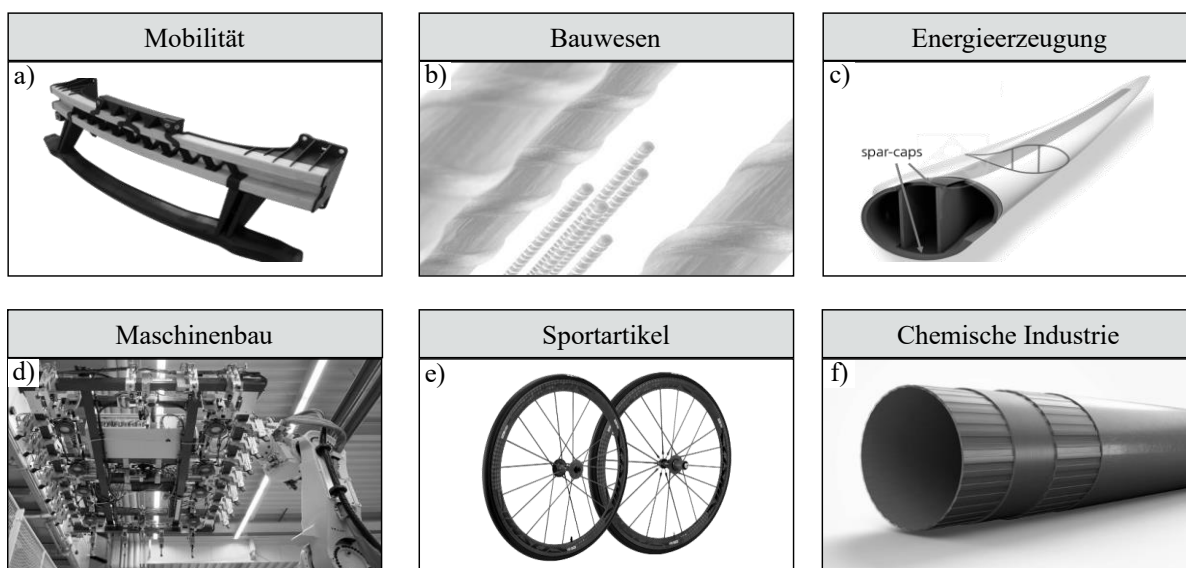 Mobilität
Bauwesen
Energieerzeugung
a)
b)
c)
spar-caps
Maschinenbau
Sportartikel
Chemische Industrie
d)
e)
f)